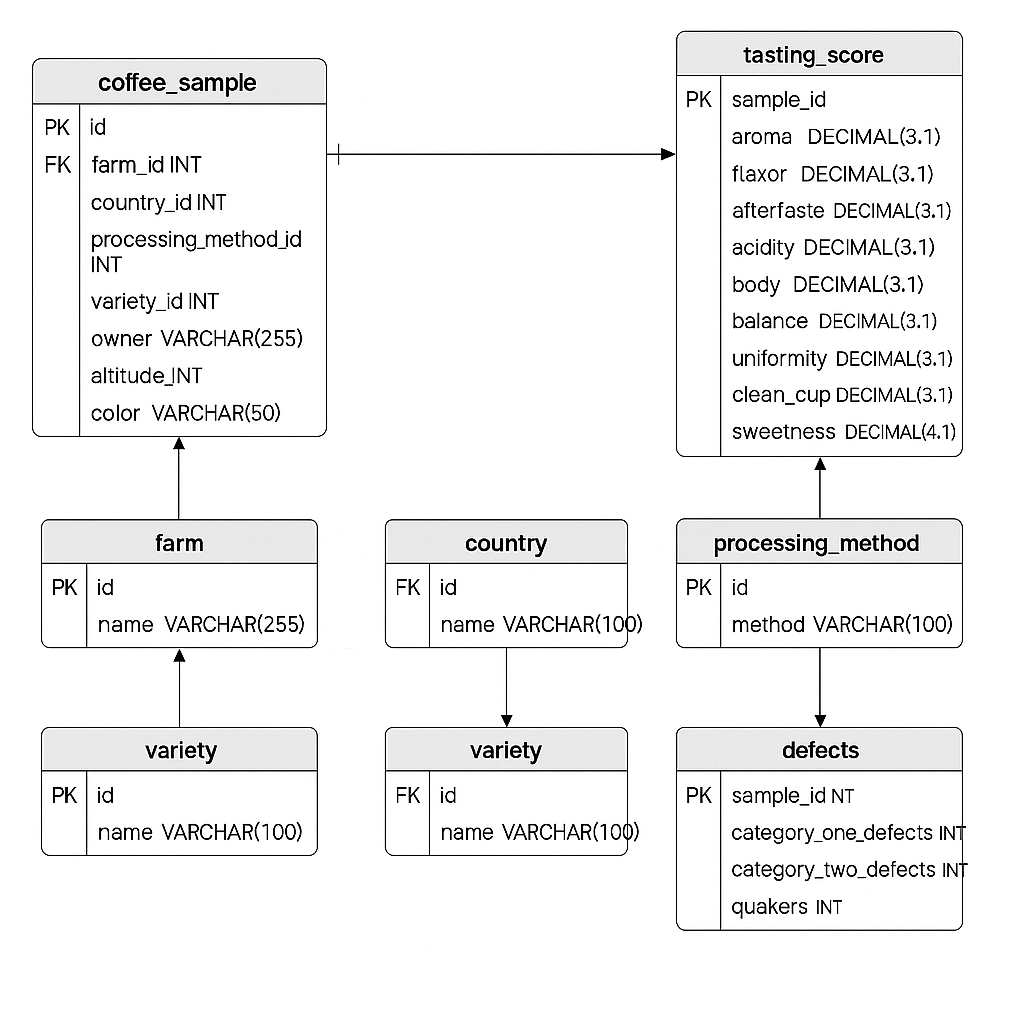 coffee_sample
PK id
FK farm_id INT
country_id INT
processing_method_id
INT
variety_id INT
owner VARCHAR(255)
altitude_INT
color VARCHAR(50)
tasting_score
PK sample_id
aroma DECIMAL(3.1)
flaxor DECIMAL(3.1)
afterfaste DECIMAL(3.1)
acidity DECIMAL(3.1)
body DECIMAL(3.1)
balance DECIMAL(3.1)
uniformity DECIMAL(3.1)
clean_cup DECIMAL(3.1)
sweetness DECIMAL(4.1)
farm
PK id
name VARCHAR(255)
country
FK id
name VARCHAR(100)
processing_method
PK id
method VARCHAR(100)
variety
PK id
name VARCHAR(100)
variety
FK id
name VARCHAR(100)
defects
PK sample_id NT
category_one_defects INT
category_two_defects INT
quakers INT